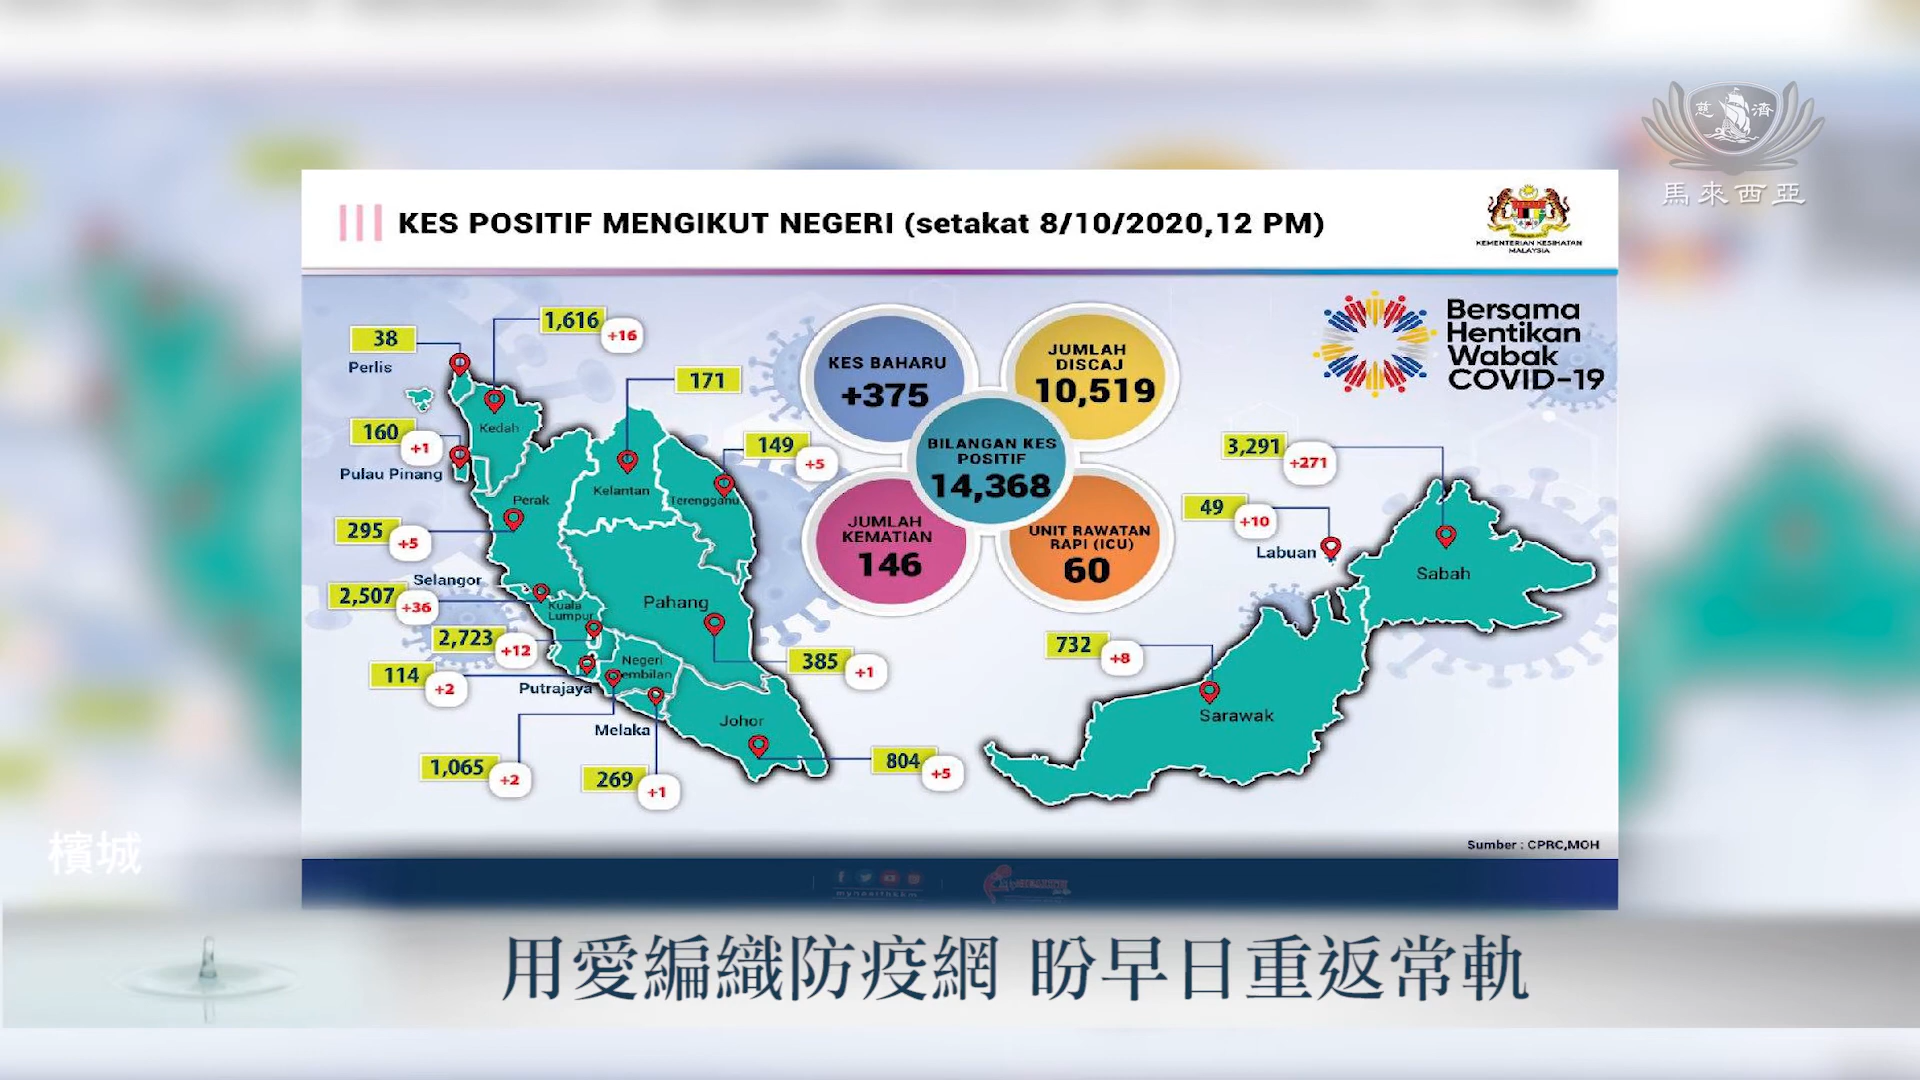 慈濟
馬來西亞
KES POSITIF MENGIKUT NEGERI (setakat 8/10/2020,12 PM)
KEMENTERIAN KESIHATAN
MALAYSIA
Bersama
Hentikan
Wabak
COVID-19
KES BAHARU
+375
JUMLAH
DISCAJ
10,519
BILANGAN KES
POSITIF
14,368
JUMLAH
KEMATIAN
146
UNIT RAWATAN
RAPI (ICU)
60
38
Perlis
1,616
+16
Kedah
171
Kelantan
160
+1
Pulau Pinang
149
+5
Terengganu
295
+5
Perak
Selangor
2,507
+36
Kuala
Lumpur
2,723
+12
114
+2
Putrajaya
Pahang
385
+1
Negeri
Sembilan
Melaka
1,065
+2
269
+1
Johor
804
+5
3,291
+271
Sabah
49
+10
Labuan
732
+8
Sarawak
Sumber : CPRC,MOH
myhealthkkm
檳城
用愛編織防疫網 盼早日重返常軌